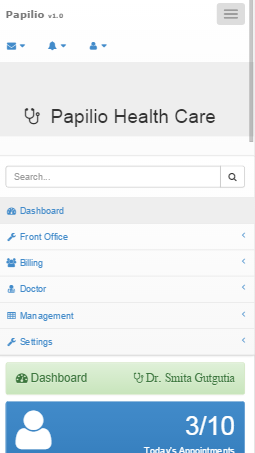 Papilio v1.0
Papilio Health Care
Search...
Dashboard
Front Office
Billing
Doctor
Management
Settings
Dashboard Dr. Smita Gutgutia
3/10
Today's Appointments